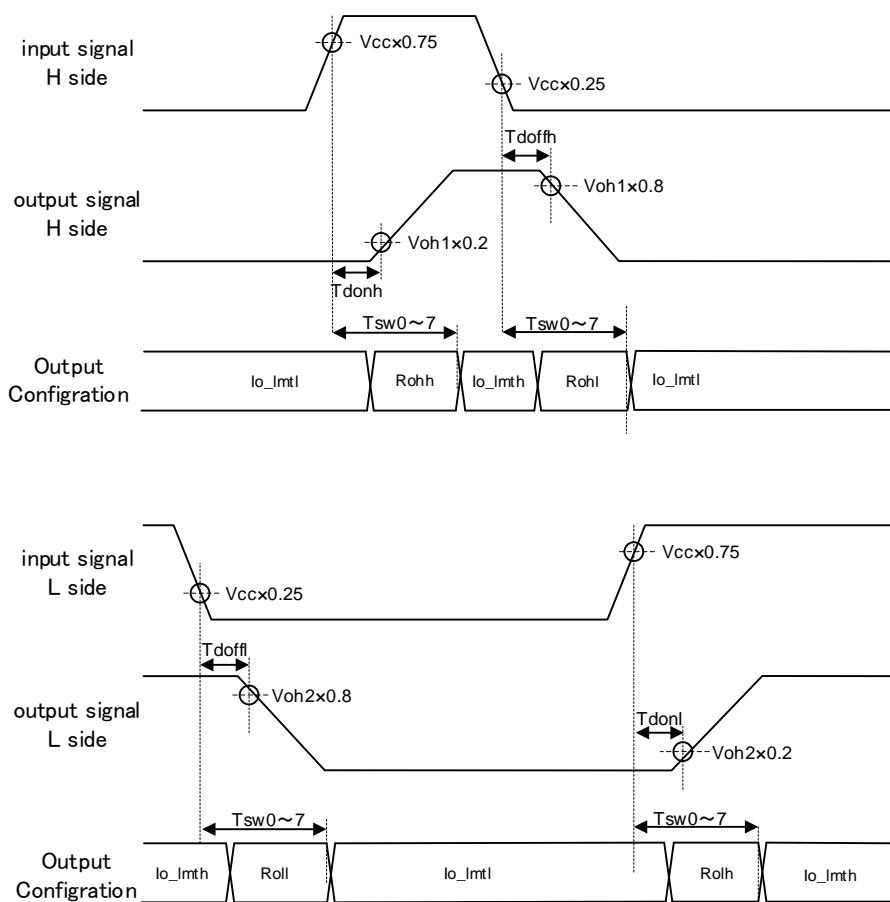 input signal
H side
Vcc×0.75
Vcc×0.25
Tdoffh
output signal
H side
Voh1×0.8
Voh1×0.2
Tdonh
Tsw0～7
Tsw0～7
Output
Configration
Io_lmtl
Rohh
Io_lmth
Rohl
Io_lmtl
input signal
L side
Vcc×0.75
Vcc×0.25
Tdoffl
output signal
L side
Voh2×0.8
Tdonl
Voh2×0.2
Tsw0～7
Tsw0～7
Output
Configration
Io_lmth
Roll
Io_lmtl
Rolh
Io_lmth